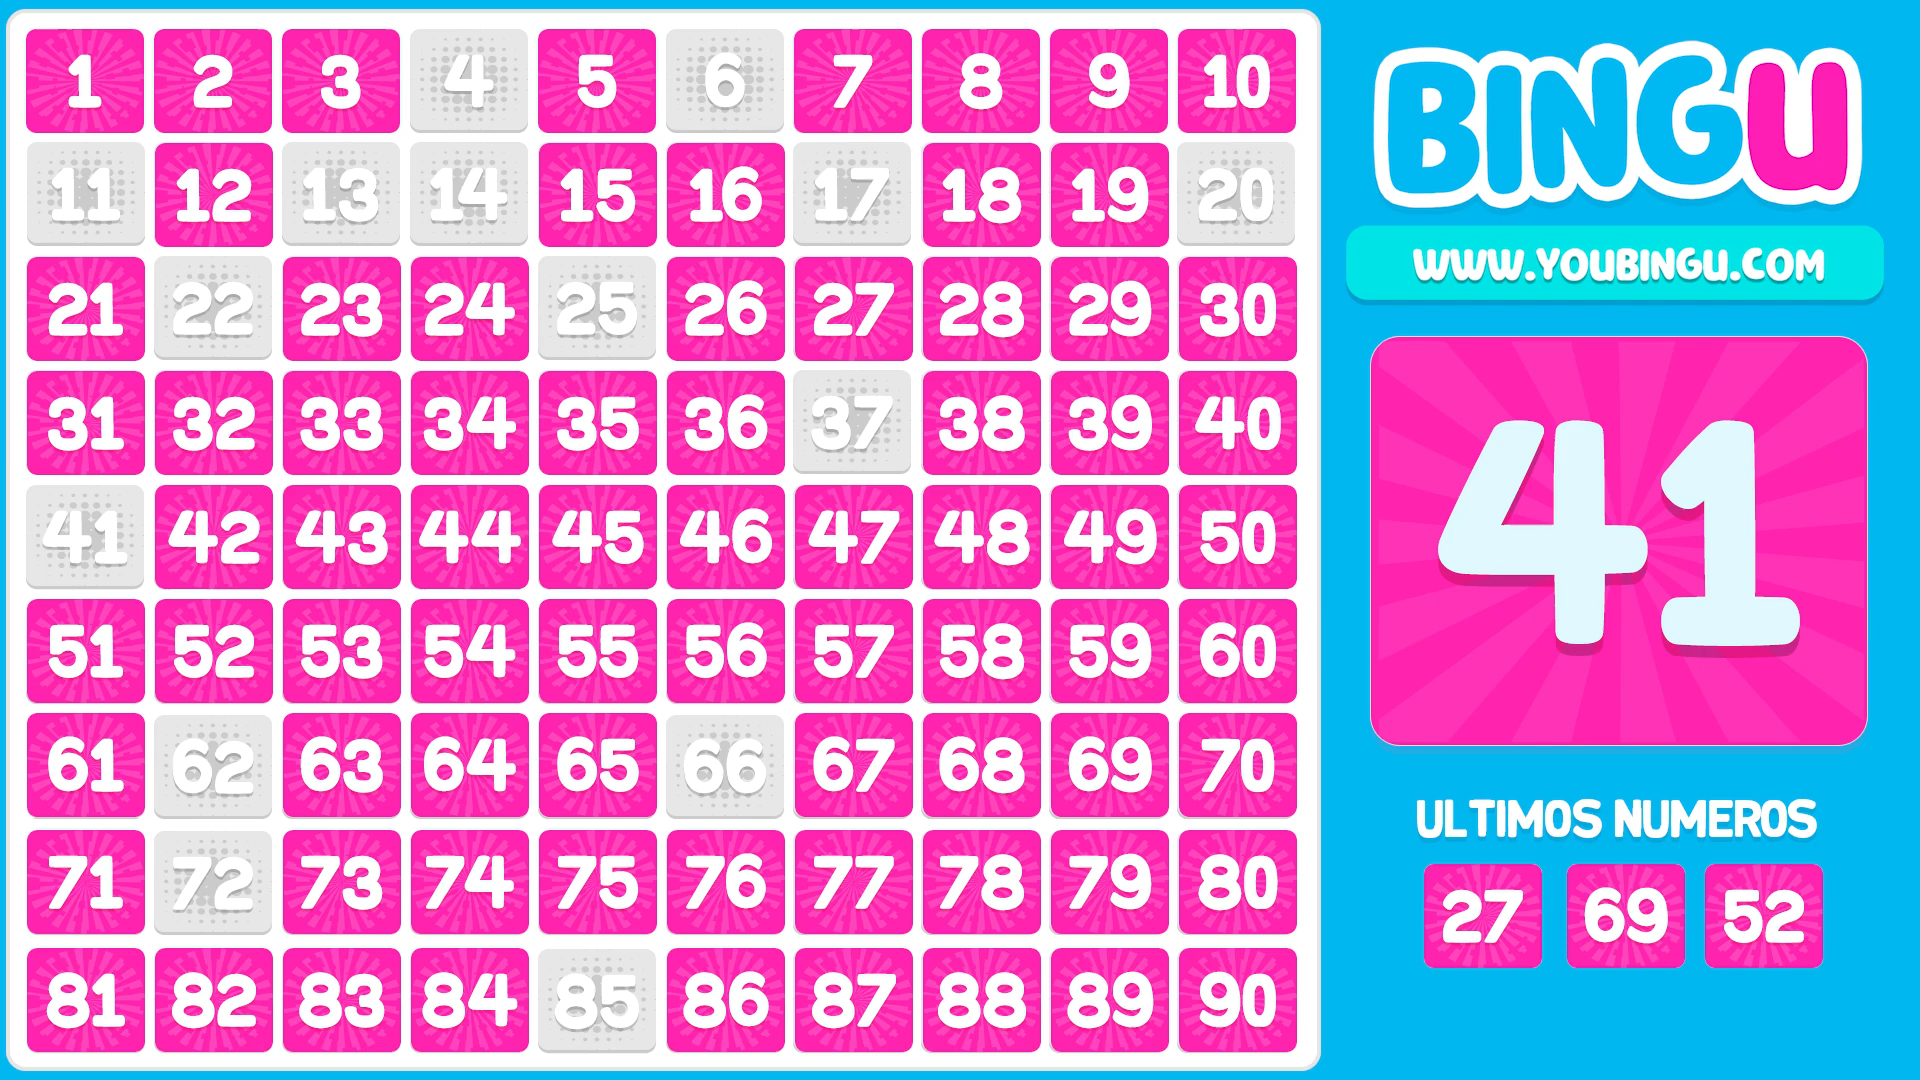 1 2 3 4 5 6 7 8 9 10
11 12 13 14 15 16 17 18 19 20
21 22 23 24 25 26 27 28 29 30
31 32 33 34 35 36 37 38 39 40
41 42 43 44 45 46 47 48 49 50
51 52 53 54 55 56 57 58 59 60
61 62 63 64 65 66 67 68 69 70
71 72 73 74 75 76 77 78 79 80
81 82 83 84 85 86 87 88 89 90
BINGU
WWW.YOUBINGU.COM
41
ULTIMOS NUMEROS
27 69 52